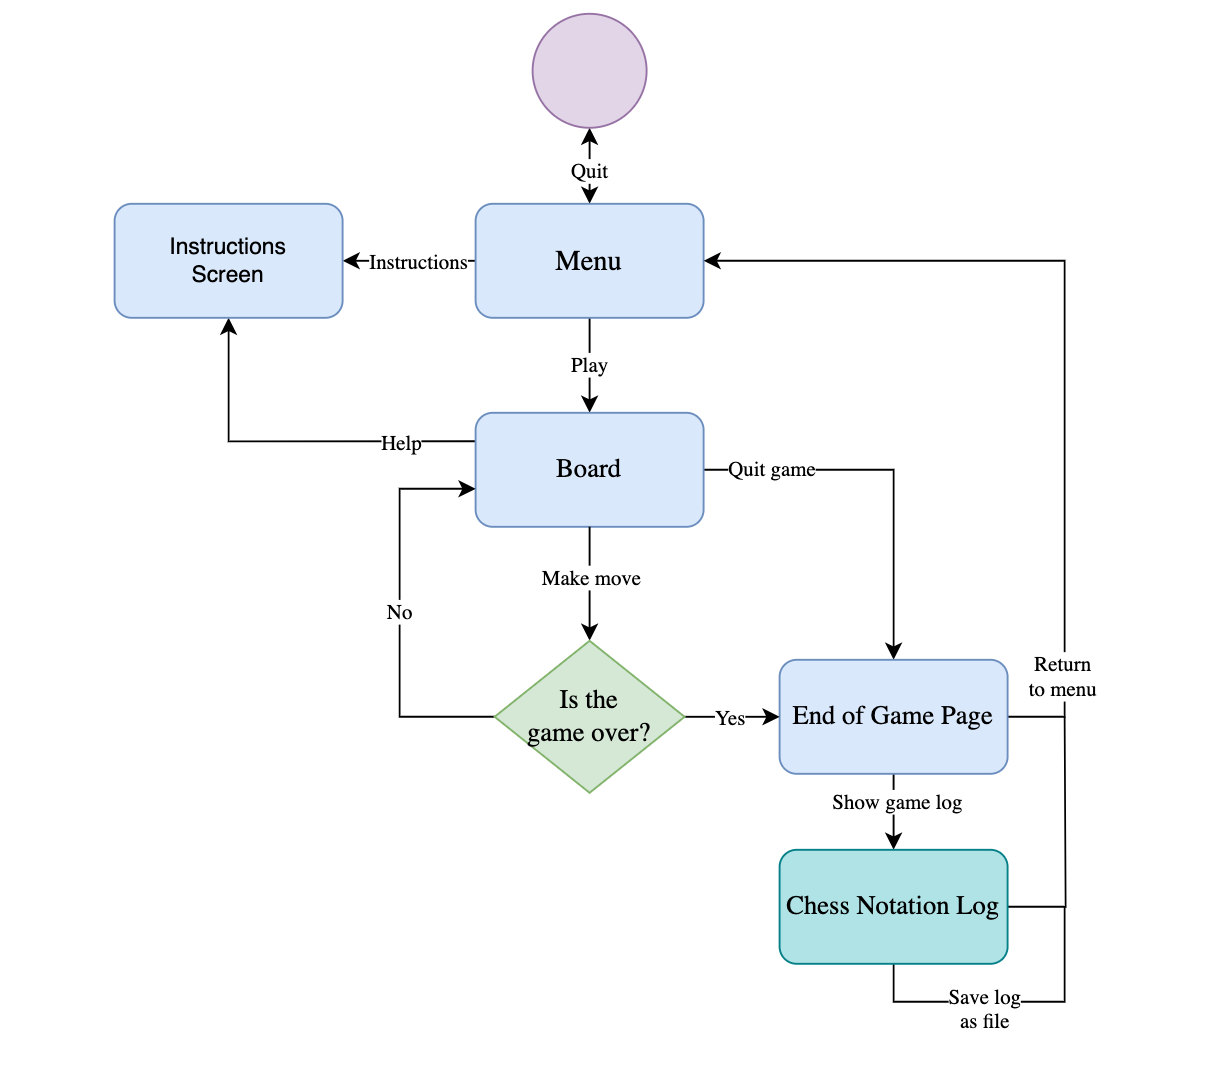 Quit
Instructions
Screen
Instructions
Menu
Play
Help
Board
Quit game
Make move
No
Is the
game over?
Yes
End of Game Page
Return
to menu
Show game log
Chess Notation Log
Save log
as file